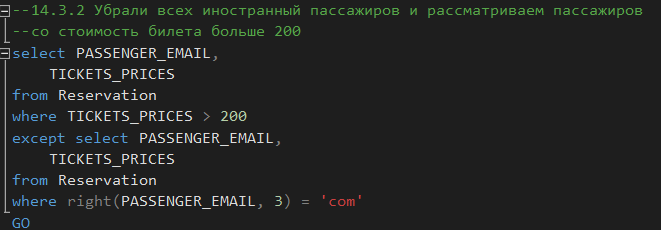 --14.3.2 Убрали всех иностранный пассажиров и рассматриваем пассажиров
--со стоимость билета больше 200
select PASSENGER_EMAIL,
    TICKETS_PRICES
from Reservation
where TICKETS_PRICES > 200
except select PASSENGER_EMAIL,
    TICKETS_PRICES
from Reservation
where right(PASSENGER_EMAIL, 3) = 'com'
GO